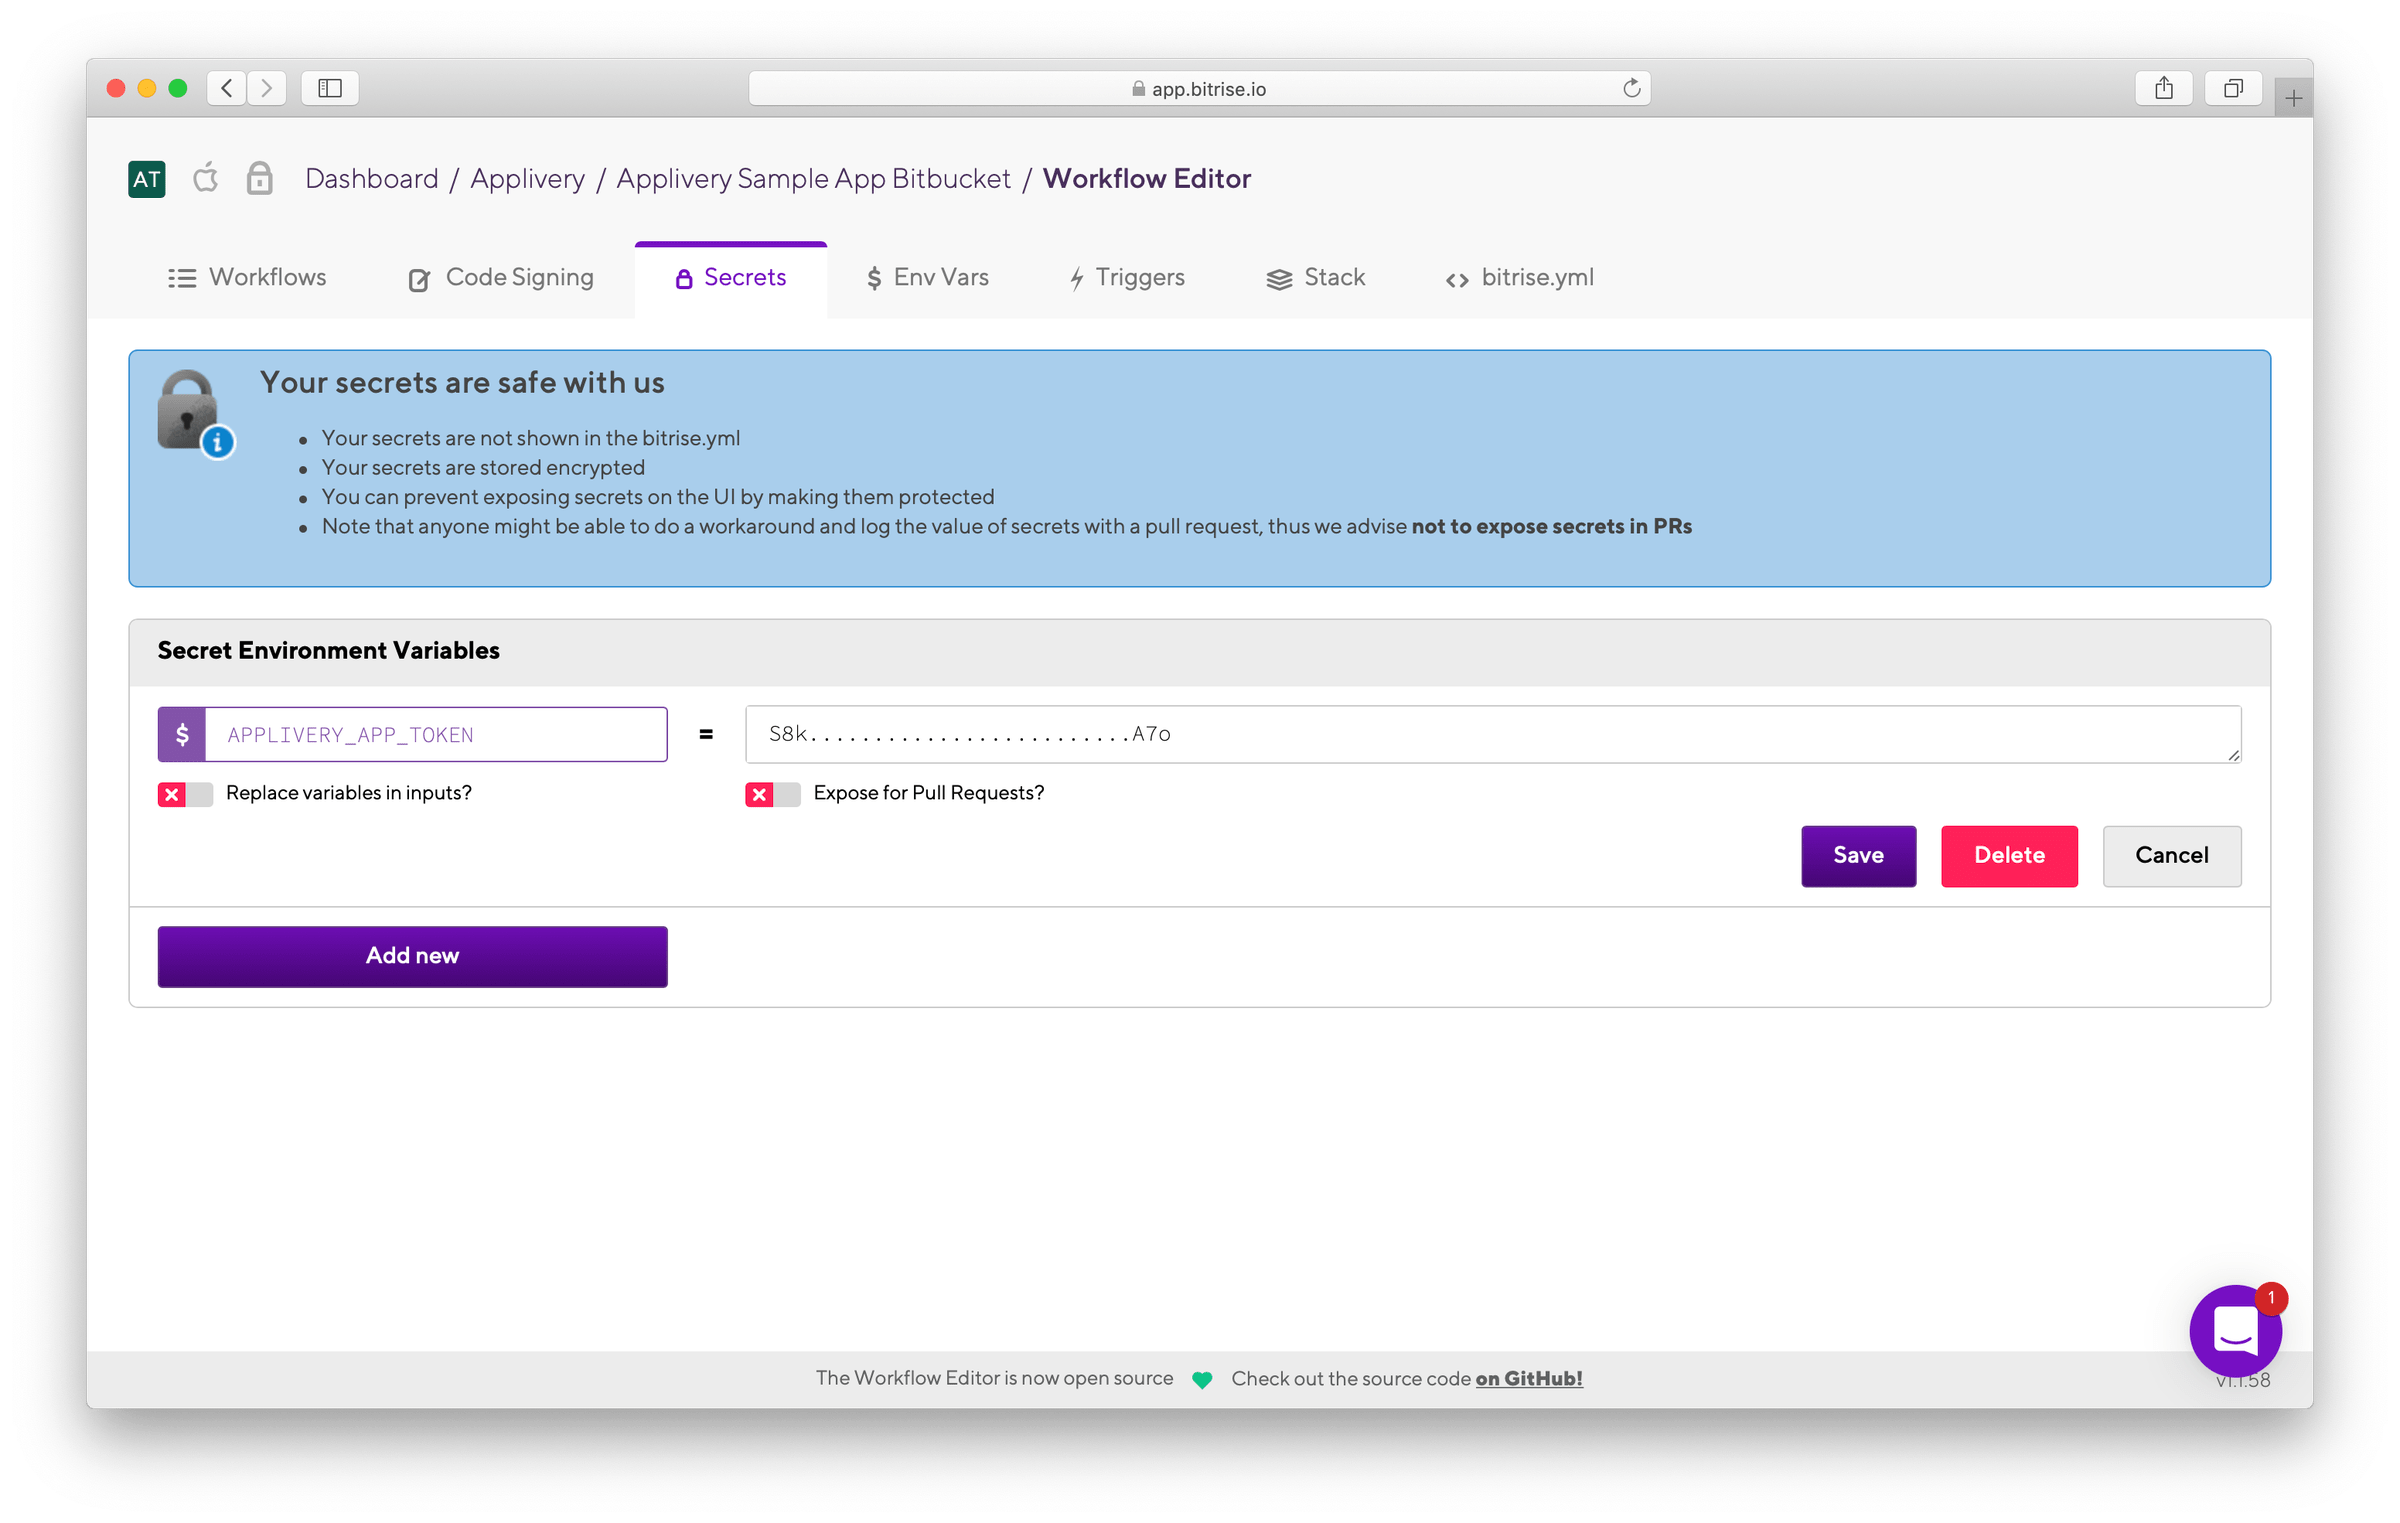 app.bitrise.io
AT Dashboard / Applivery / Applivery Sample App Bitbucket / Workflow Editor
Workflows Code Signing Secrets $ Env Vars Triggers Stack <> bitrise.yml
Your secrets are safe with us
• Your secrets are not shown in the bitrise.yml
• Your secrets are stored encrypted
• You can prevent exposing secrets on the UI by making them protected
• Note that anyone might be able to do a workaround and log the value of secrets with a pull request, thus we advise not to expose secrets in PRs
Secret Environment Variables
$ APPLIVERY_APP_TOKEN = S8k.........................A7o
Replace variables in inputs? Expose for Pull Requests?
Save Delete Cancel
Add new
1
The Workflow Editor is now open source Check out the source code on GitHub!
v1.1.58